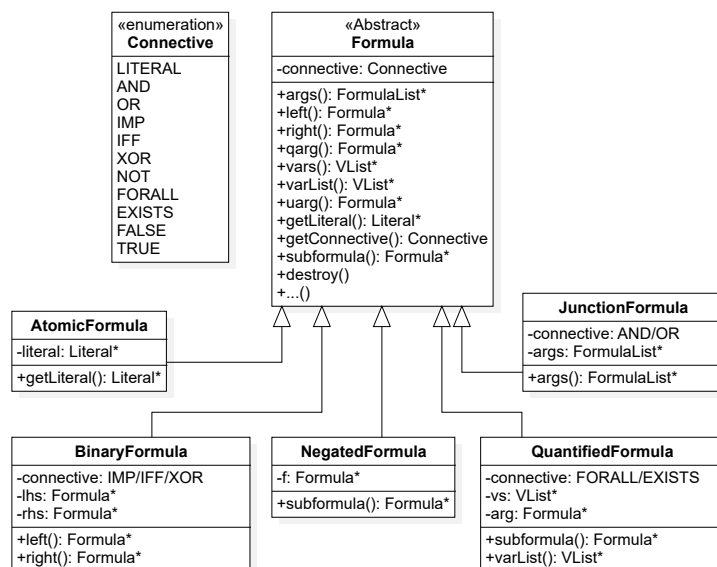 «enumeration»
Connective
LITERAL
AND
OR
IMP
IFF
XOR
NOT
FORALL
EXISTS
FALSE
TRUE
«Abstract»
Formula
-connective: Connective
+args(): FormulaList*
+left(): Formula*
+right(): Formula*
+qarg(): Formula*
+vars(): VList*
+varList(): VList*
+uarg(): Formula*
+getLiteral(): Literal*
+getConnective(): Connective
+subformula(): Formula*
+destroy()
+...()
AtomicFormula
-literal: Literal*
+getLiteral(): Literal*
JunctionFormula
-connective: AND/OR
-args: FormulaList*
+args(): FormulaList*
BinaryFormula
-connective: IMP/IFF/XOR
-lhs: Formula*
-rhs: Formula*
+left(): Formula*
+right(): Formula*
NegatedFormula
-f: Formula*
+subformula(): Formula*
QuantifiedFormula
-connective: FORALL/EXISTS
-vs: VList*
-arg: Formula*
+subformula(): Formula*
+varList(): VList*